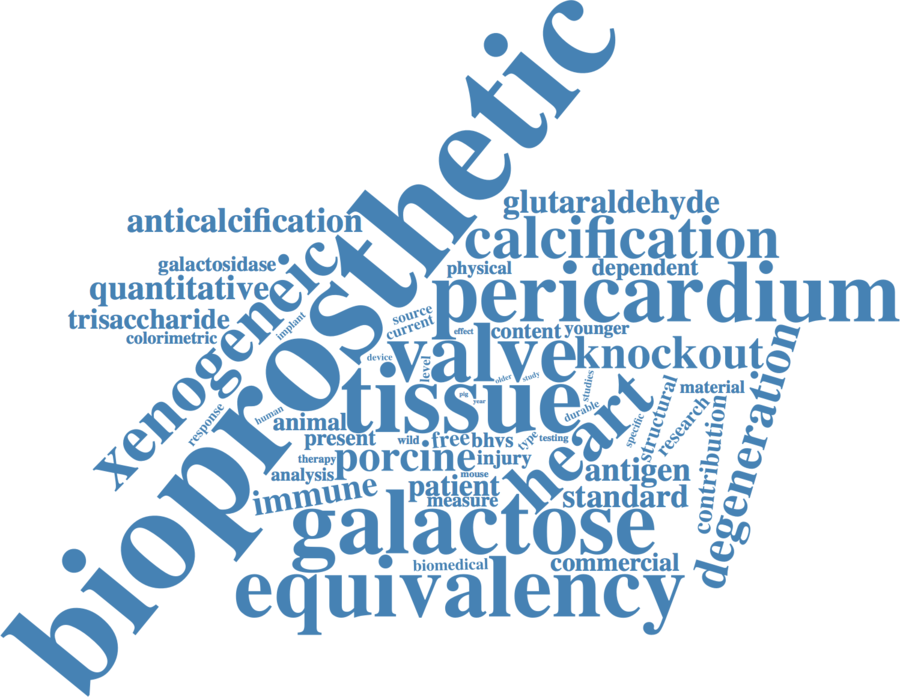 bioprosthetic
glutaraldehyde
anticalcification
calcification
xenogeneic
galactosidase
physical
dependent
quantitative
pericardium
trisaccharide
source
current
implant
colorimetric
effect
content
younger
valve
knockout
device
level
older
study
tissue
pig
year
studies
material
heart
structural
degeneration
response
human
animal
durable
research
contribution
specific
present
wild
free
bhvs
type
testing
therapy
porcine
injury
analysis
mouse
antigen
immune
patient
measure
standard
galactose
biomedical
commercial
equivalency